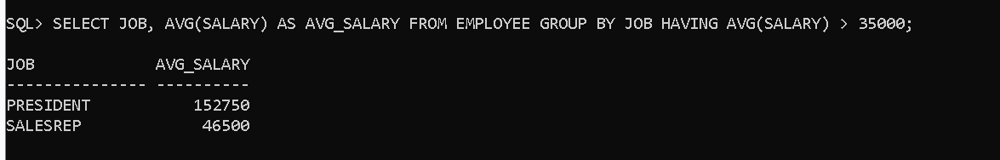 SQL> SELECT JOB, AVG(SALARY) AS AVG_SALARY FROM EMPLOYEE GROUP BY JOB HAVING AVG(SALARY) > 35000;
JOB             AVG_SALARY
--------------- ----------
PRESIDENT           152750
SALESREP             46500